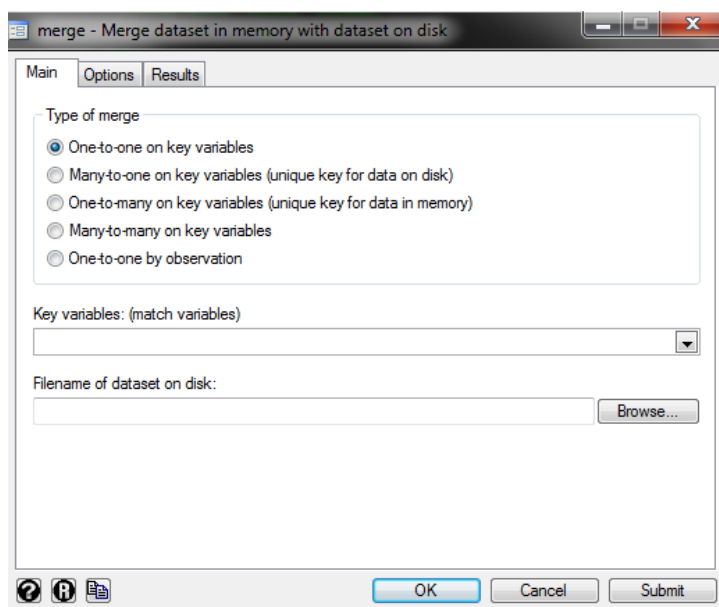 merge - Merge dataset in memory with dataset on disk
Main Options Results
Type of merge
One-to-one on key variables
Many-to-one on key variables (unique key for data on disk)
One-to-many on key variables (unique key for data in memory)
Many-to-many on key variables
One-to-one by observation
Key variables: (match variables)
Filename of dataset on disk:
Browse...
OK Cancel Submit